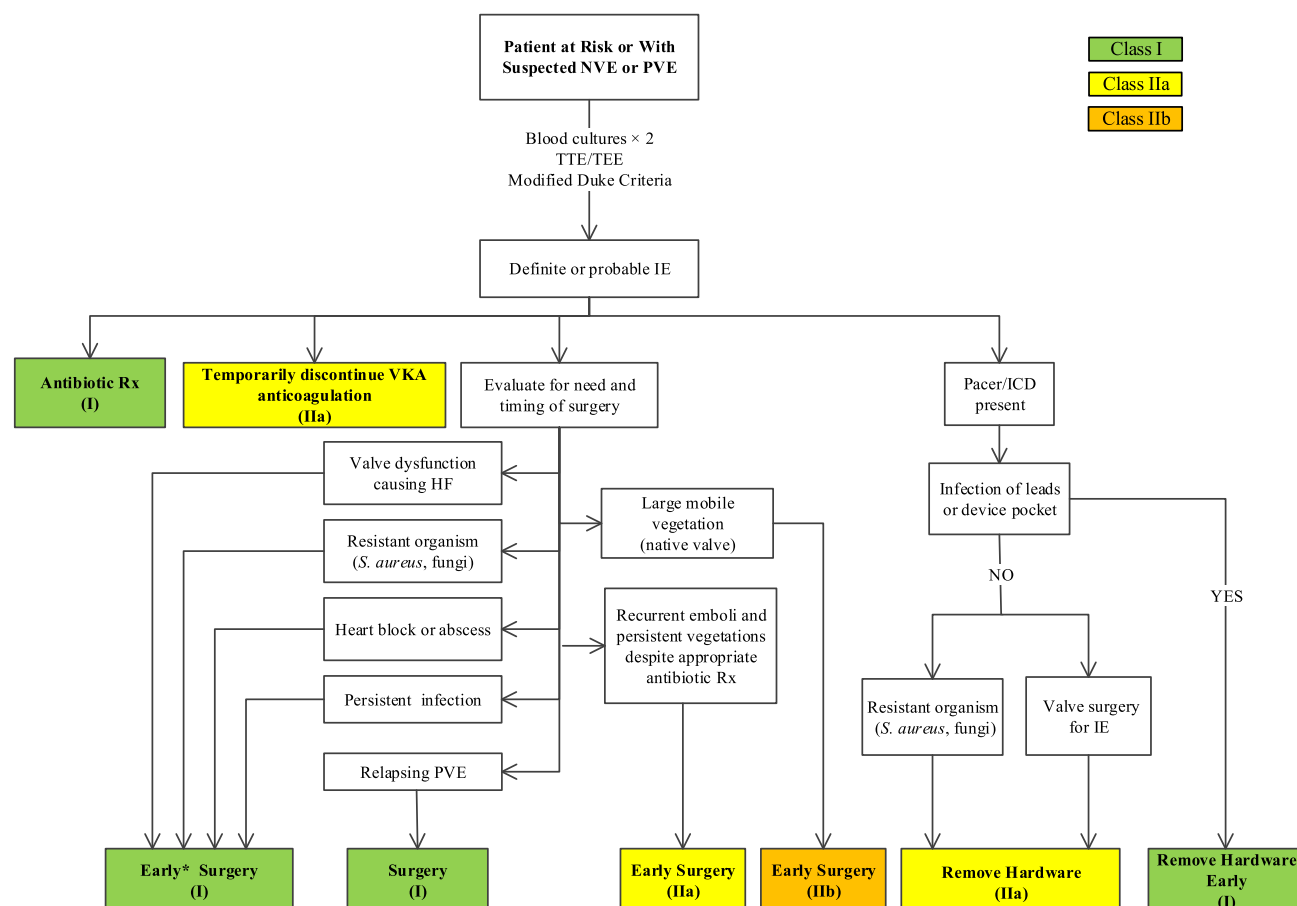 Patient at Risk or With
Suspected NVE or PVE
Class I
Class IIa
Class IIb
Blood cultures × 2
TTE/TEE
Modified Duke Criteria
Definite or probable IE
Antibiotic Rx
(I)
Temporarily discontinue VKA
anticoagulation
(IIa)
Evaluate for need and
timing of surgery
Pacer/ICD
present
Valve dysfunction
causing HF
Resistant organism
(S. aureus, fungi)
Heart block or abscess
Persistent infection
Relapsing PVE
Large mobile
vegetation
(native valve)
Recurrent emboli and
persistent vegetations
despite appropriate
antibiotic Rx
Infection of leads
or device pocket
NO
YES
Resistant organism
(S. aureus, fungi)
Valve surgery
for IE
Early* Surgery
(I)
Surgery
(I)
Early Surgery
(IIa)
Early Surgery
(IIb)
Remove Hardware
(IIa)
Remove Hardware
Early
(I)